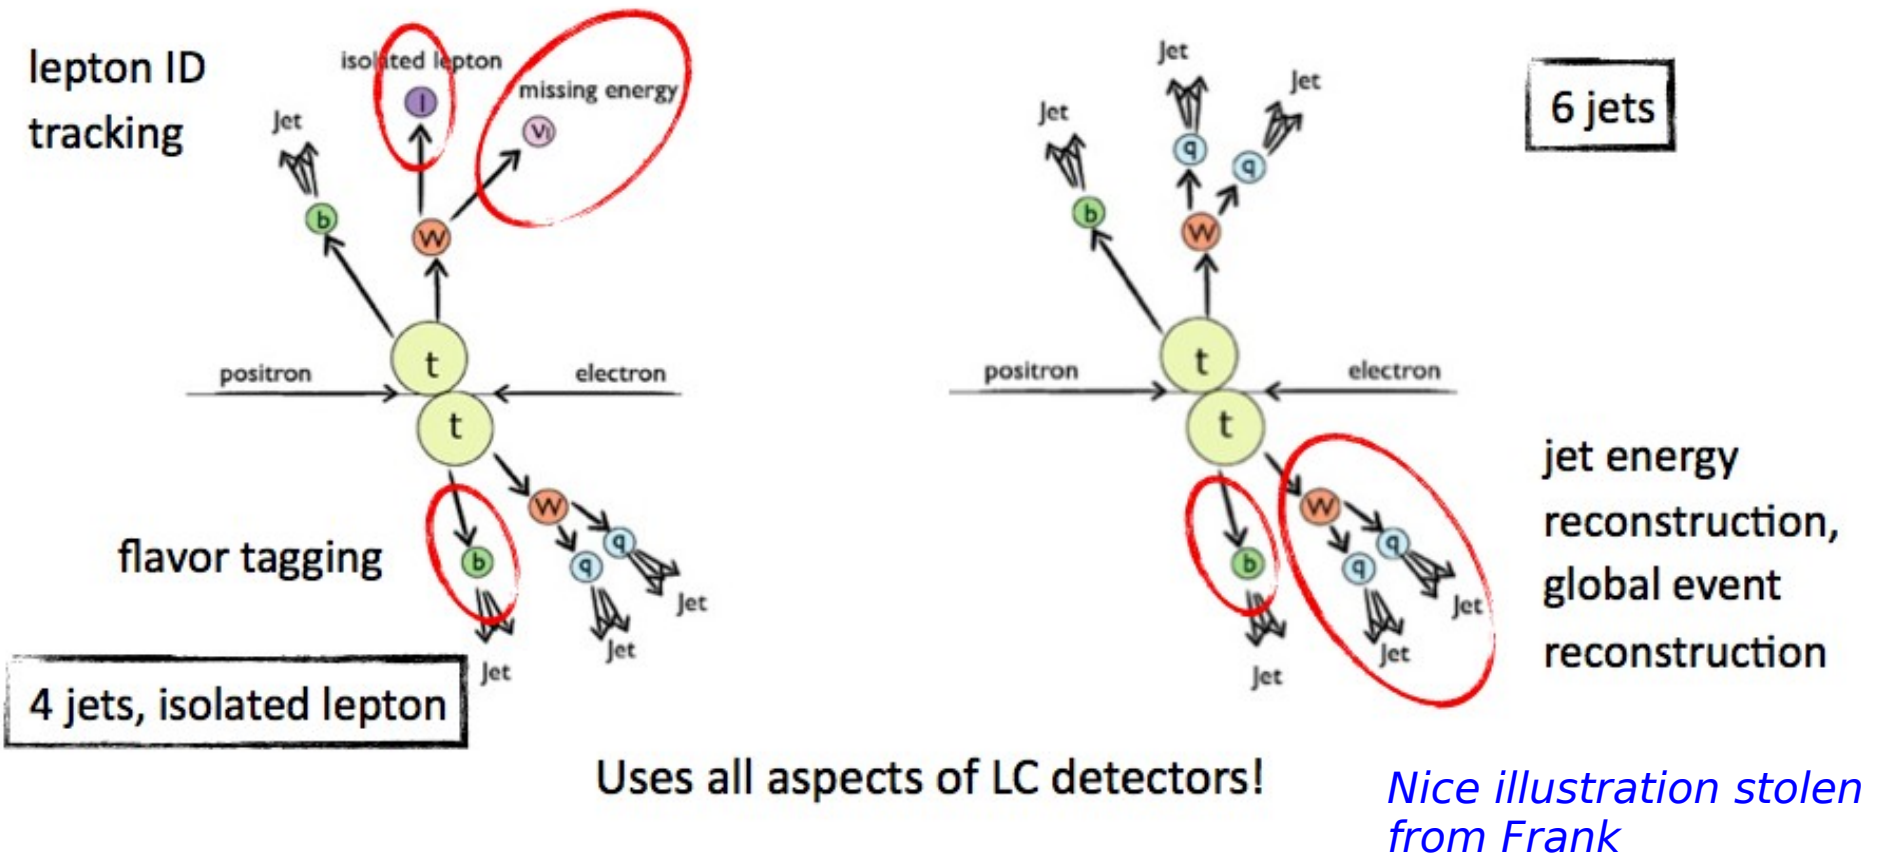 lepton ID
tracking
isolated lepton
l
missing energy
νl
Jet
b
W
t
positron
electron
t
W
b
q
q
Jet
Jet
Jet
flavor tagging
4 jets, isolated lepton
Jet
Jet
Jet
6 jets
q
q
b
W
t
positron
electron
t
W
b
q
q
Jet
Jet
Jet
jet energy
reconstruction,
global event
reconstruction
Uses all aspects of LC detectors!
Nice illustration stolen
from Frank